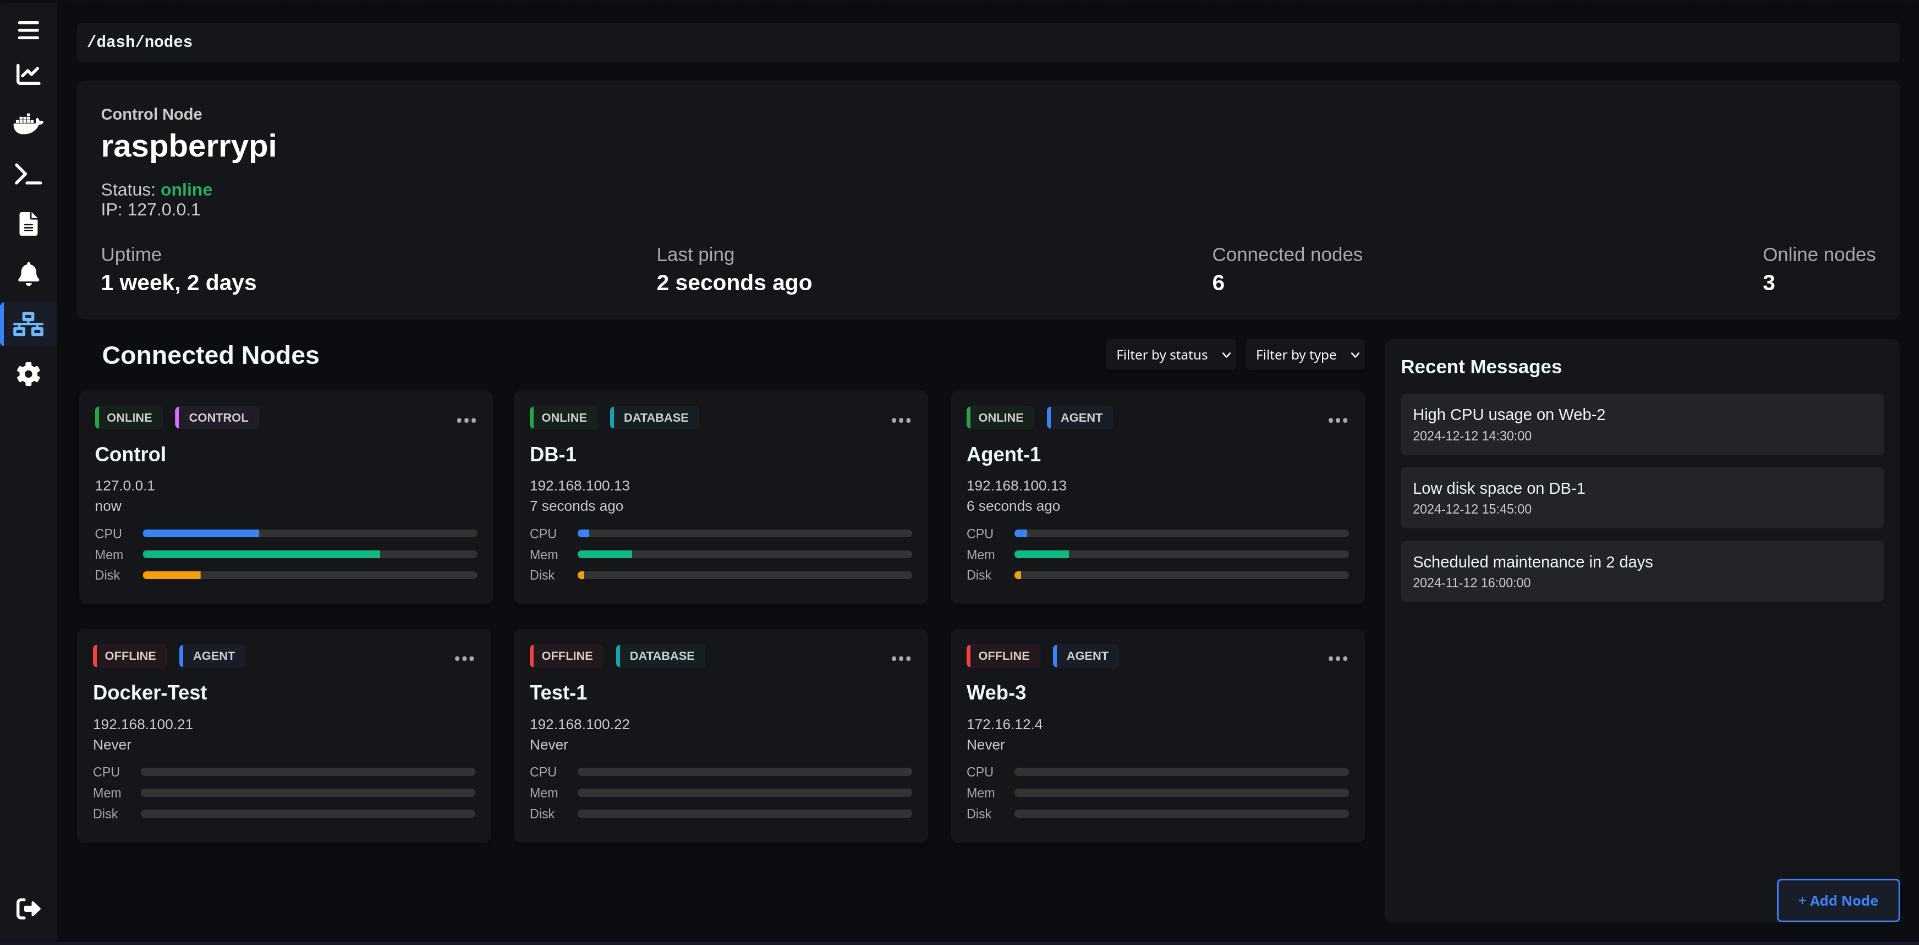 /dash/nodes
Control Node
raspberrypi
Status: online
IP: 127.0.0.1
Uptime
1 week, 2 days
Last ping
2 seconds ago
Connected nodes
6
Online nodes
3
Connected Nodes
Filter by status
Filter by type
ONLINE CONTROL
Control
127.0.0.1
now
CPU
Mem
Disk
ONLINE DATABASE
DB-1
192.168.100.13
7 seconds ago
CPU
Mem
Disk
ONLINE AGENT
Agent-1
192.168.100.13
6 seconds ago
CPU
Mem
Disk
OFFLINE AGENT
Docker-Test
192.168.100.21
Never
CPU
Mem
Disk
OFFLINE DATABASE
Test-1
192.168.100.22
Never
CPU
Mem
Disk
OFFLINE AGENT
Web-3
172.16.12.4
Never
CPU
Mem
Disk
Recent Messages
High CPU usage on Web-2
2024-12-12 14:30:00
Low disk space on DB-1
2024-12-12 15:45:00
Scheduled maintenance in 2 days
2024-11-12 16:00:00
+ Add Node